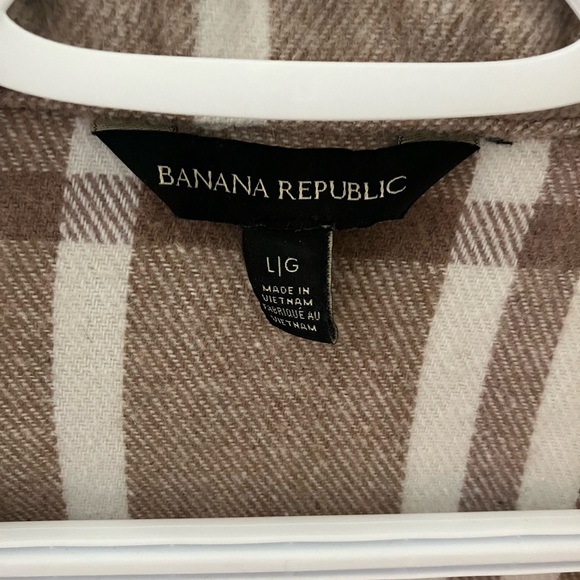 BANANA REPUBLIC
L|G
MADE IN
VIETNAM
FABRIQUÉ AU
VIETNAM